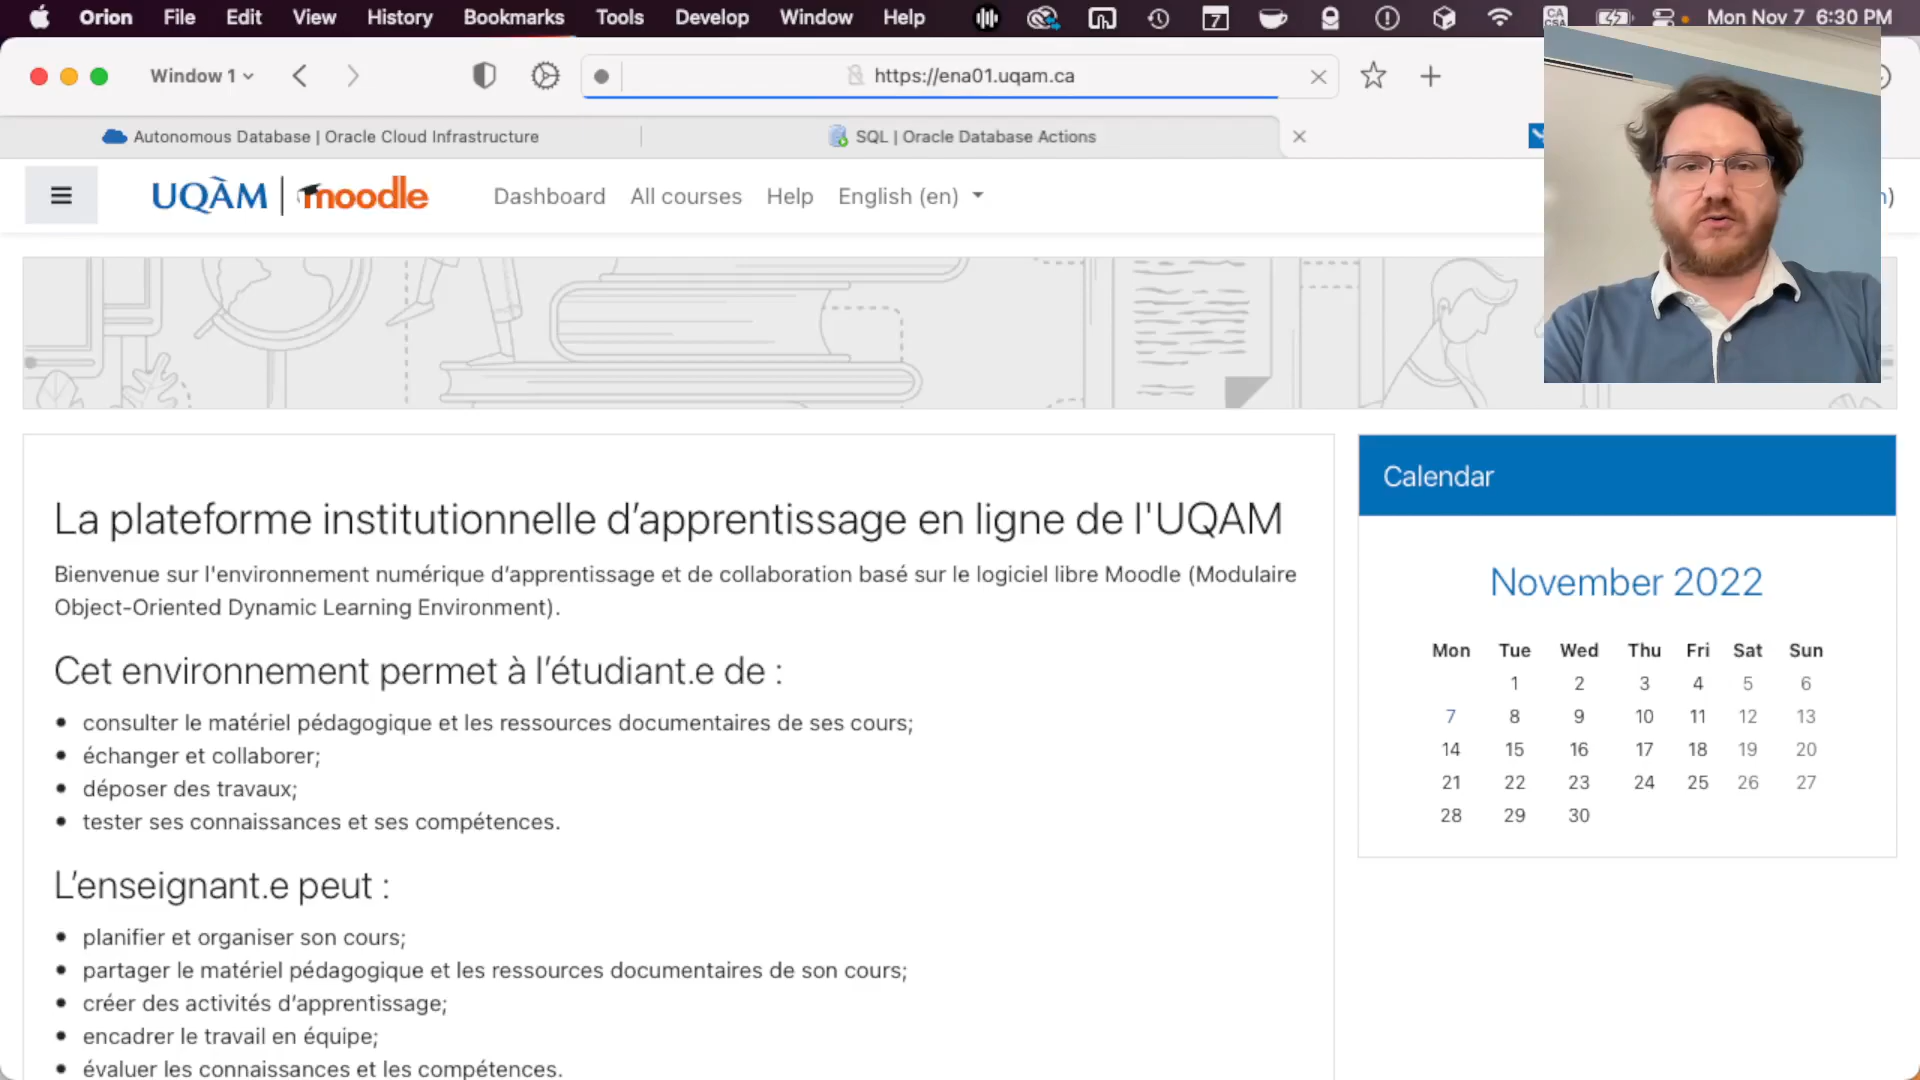 Orion File Edit View History Bookmarks Tools Develop Window Help 7 CA CSA Mon Nov 7 6:30 PM
Window 1 https://ena01.uqam.ca
Autonomous Database | Oracle Cloud Infrastructure SQL | Oracle Database Actions
UQÀM | moodle Dashboard All courses Help English (en)
La plateforme institutionnelle d’apprentissage en ligne de l'UQAM
Bienvenue sur l'environnement numérique d’apprentissage et de collaboration basé sur le logiciel libre Moodle (Modulaire
Object-Oriented Dynamic Learning Environment).
Cet environnement permet à l’étudiant.e de :
• consulter le matériel pédagogique et les ressources documentaires de ses cours;
• échanger et collaborer;
• déposer des travaux;
• tester ses connaissances et ses compétences.
L’enseignant.e peut :
• planifier et organiser son cours;
• partager le matériel pédagogique et les ressources documentaires de son cours;
• créer des activités d’apprentissage;
• encadrer le travail en équipe;
• évaluer les connaissances et les compétences.
Calendar
November 2022
Mon Tue Wed Thu Fri Sat Sun
1 2 3 4 5 6
7 8 9 10 11 12 13
14 15 16 17 18 19 20
21 22 23 24 25 26 27
28 29 30